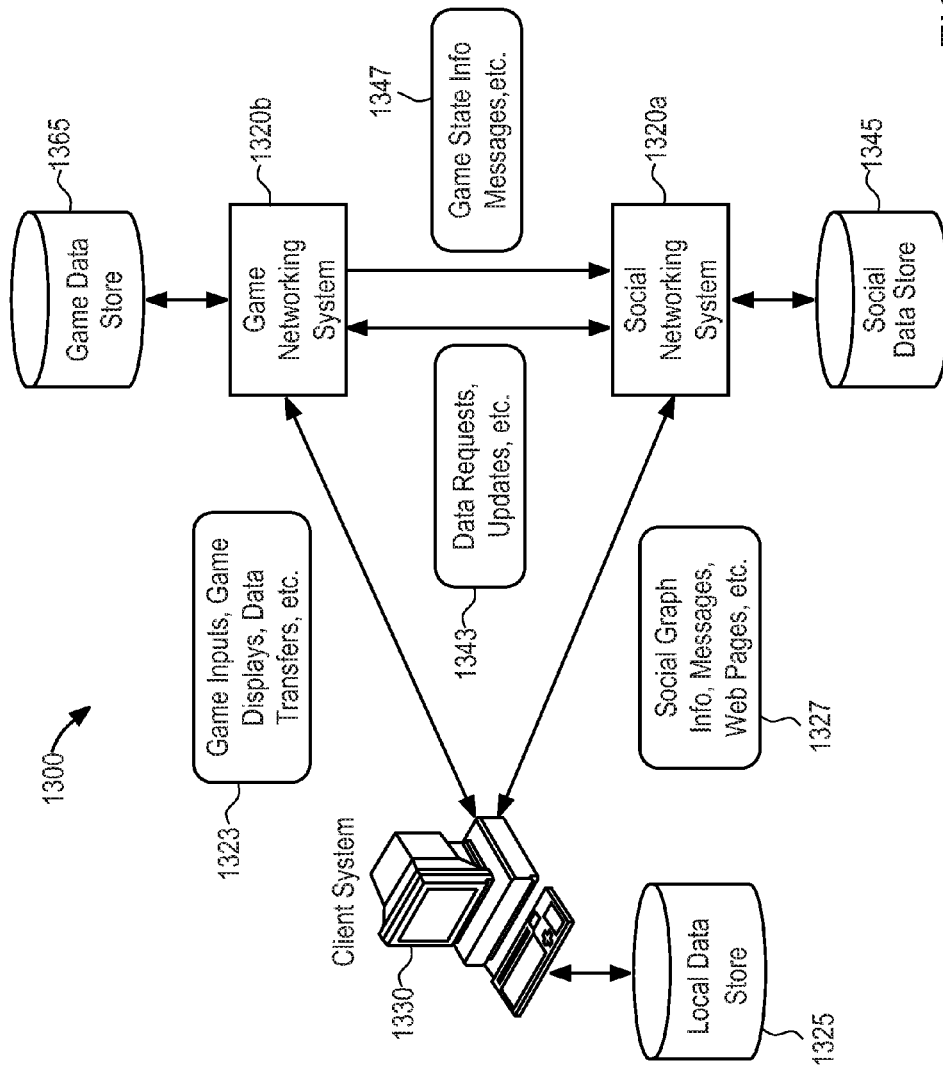 1300
1365
Game Data
Store
1323
Game Inputs, Game
Displays, Data
Transfers, etc.
Game
Networking
System
1320b
Client System
1330
1343
Data Requests,
Updates, etc.
1347
Game State Info
Messages,etc.
Social Graph
Info, Messages,
Web Pages, etc.
1327
Social
Networking
System
1320a
Local Data
Store
1325
Social
Data Store
1345